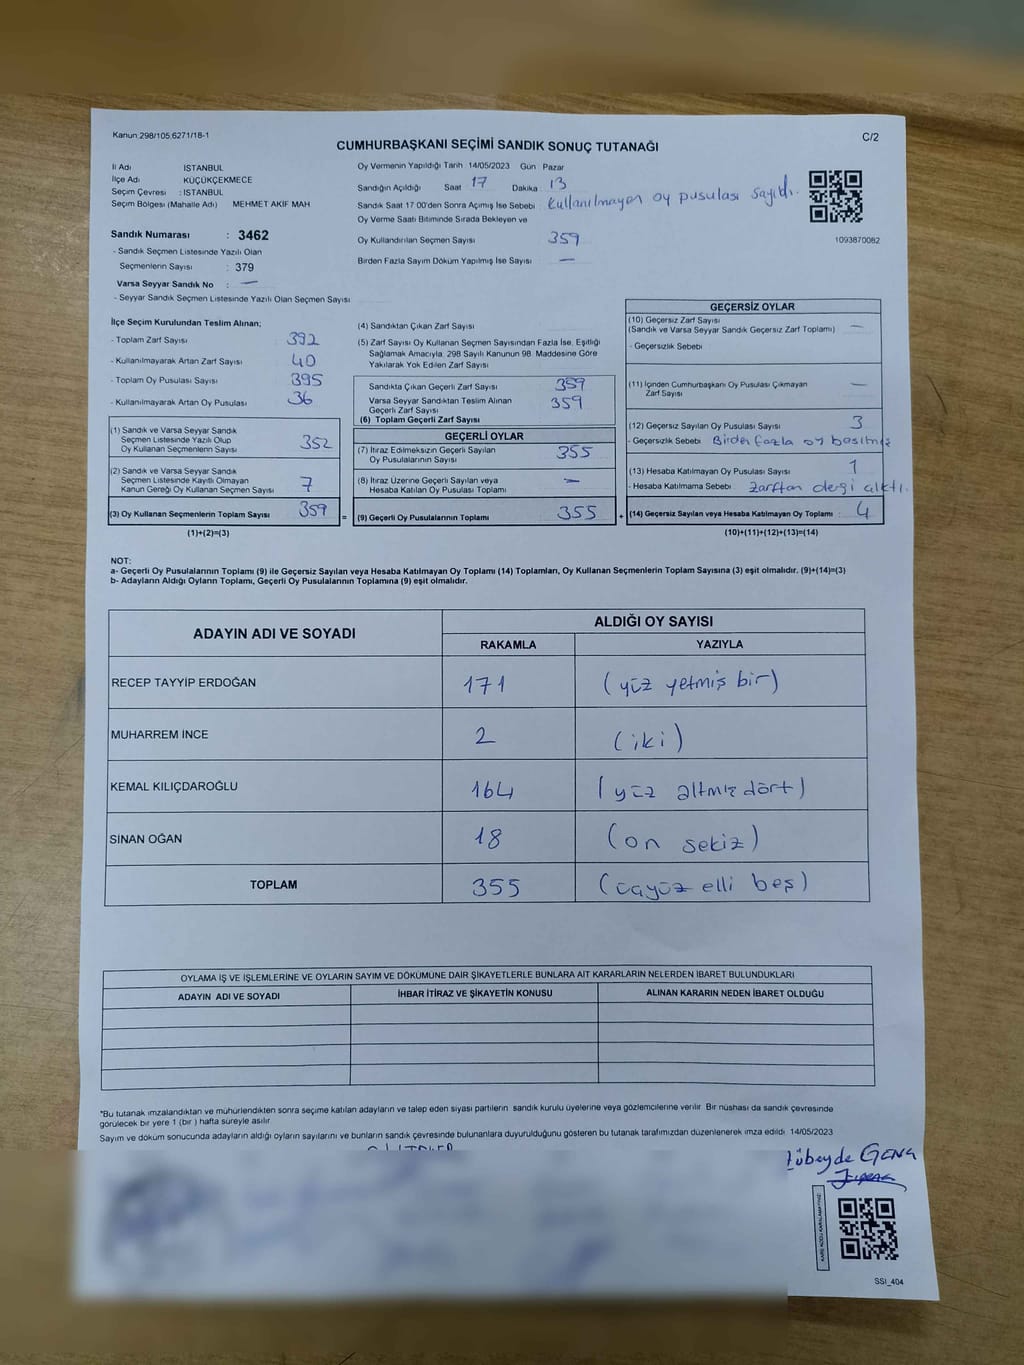 Kanun:298/105,6271/18-1
C/2
CUMHURBAŞKANI SEÇİMİ SANDIK SONUÇ TUTANAĞI
İl Adı İSTANBUL
İlçe Adı KÜÇÜKÇEKMECE
Seçim Çevresi : İSTANBUL
Seçim Bölgesi (Mahalle Adı) MEHMET AKİF MAH
Sandık Numarası : 3462
- Sandık Seçmen Listesinde Yazılı Olan
Seçmenlerin Sayısı : 379
Varsa Seyyar Sandık No : —
- Seyyar Sandık Seçmen Listesinde Yazılı Olan Seçmen Sayısı
Oy Vermenin Yapıldığı Tarih 14/05/2023 Gün Pazar
Sandığın Açıldığı Saat 17 Dakika 13
Sandık Saat 17 00'den Sonra Açımış İse Sebebi Kullanılmayan oy pusulası sayıldı.
Oy Verme Saati Bitiminde Sırada Bekleyen ve
Oy Kullandırılan Seçmen Sayısı 359
Birden Fazla Sayım Döküm Yapılmış İse Sayısı —
1093870082
İlçe Seçim Kurulundan Teslim Alınan;
- Toplam Zarf Sayısı 392
- Kullanılmayarak Artan Zarf Sayısı 40
- Toplam Oy Pusulası Sayısı 395
- Kullanılmayarak Artan Oy Pusulası 36
(1) Sandık ve Varsa Seyyar Sandık
Seçmen Listesinde Yazılı Olup
Oy Kullanan Seçmenlerin Sayısı 352
(2) Sandık ve Varsa Seyyar Sandık
Seçmen Listesinde Kayıtlı Olmayan
Kanun Gereği Oy Kullanan Seçmen Sayısı 7
(3) Oy Kullanan Seçmenlerin Toplam Sayısı 359 =
(1)+(2)=(3)
(4) Sandıktan Çıkan Zarf Sayısı
(5) Zarf Sayısı Oy Kullanan Seçmen Sayısından Fazla İse, Eşitliği
Sağlamak Amacıyla, 298 Sayılı Kanunun 98. Maddesine Göre
Yakılarak Yok Edilen Zarf Sayısı
Sandıkta Çıkan Geçerli Zarf Sayısı 359
Varsa Seyyar Sandıktan Teslim Alınan
Geçerli Zarf Sayısı 359
(6) Toplam Geçerli Zarf Sayısı
GEÇERLİ OYLAR
(7) İtiraz Edilmeksizin Geçerli Sayılan
Oy Pusulalarının Sayısı 355
(8) İtiraz Üzerine Geçerli Sayılan veya
Hesaba Katılan Oy Pusulası Toplamı —
(9) Geçerli Oy Pusulalarının Toplamı 355 +
GEÇERSİZ OYLAR
(10) Geçersiz Zarf Sayısı
(Sandık ve Varsa Seyyar Sandık Geçersiz Zarf Toplamı) —
- Geçersizlik Sebebi
(11) İçinden Cumhurbaşkanı Oy Pusulası Çıkmayan
Zarf Sayısı —
(12) Geçersiz Sayılan Oy Pusulası Sayısı 3
- Geçersizlik Sebebi Birden fazla oy basılmış
(13) Hesaba Katılmayan Oy Pusulası Sayısı 1
- Hesaba Katılmama Sebebi Zarftan dergi çıktı.
(14) Geçersiz Sayılan veya Hesaba Katılmayan Oy Toplamı : 4
(10)+(11)+(12)+(13)=(14)
NOT:
a- Geçerli Oy Pusulalarının Toplamı (9) ile Geçersiz Sayılan veya Hesaba Katılmayan Oy Toplamı (14) Toplamları, Oy Kullanan Seçmenlerin Toplam Sayısına (3) eşit olmalıdır. (9)+(14)=(3)
b- Adayların Aldığı Oyların Toplamı, Geçerli Oy Pusulalarının Toplamına (9) eşit olmalıdır.
ADAYIN ADI VE SOYADI
ALDIĞI OY SAYISI
RAKAMLA YAZIYLA
RECEP TAYYİP ERDOĞAN 171 (yüz yetmiş bir)
MUHARREM İNCE 2 (iki)
KEMAL KILIÇDAROĞLU 164 (yüz altmış dört)
SİNAN OĞAN 18 (on sekiz)
TOPLAM 355 (üçyüz elli beş)
OYLAMA İŞ VE İŞLEMLERİNE VE OYLARIN SAYIM VE DÖKÜMÜNE DAİR ŞİKAYETLERLE BUNLARA AİT KARARLARIN NELERDEN İBARET BULUNDUKLARI
ADAYIN ADI VE SOYADI İHBAR İTİRAZ VE ŞİKAYETİN KONUSU ALINAN KARARIN NEDEN İBARET OLDUĞU
*Bu tutanak imzalandıktan ve mühürlendikten sonra seçime katılan adayların ve talep eden siyasi partilerin sandık kurulu üyelerine veya gözlemcilerine verilir Bir nüshası da sandık çevresinde
görülecek bir yere 1 (bir ) hafta süreyle asılır
Sayım ve döküm sonucunda adayların aldığı oyların sayılarını ve bunların sandık çevresinde bulunanlara duyurulduğunu gösteren bu tutanak tarafımızdan düzenlenerek imza edildi 14/05/2023
Zübeyde GENÇ
SSI_404